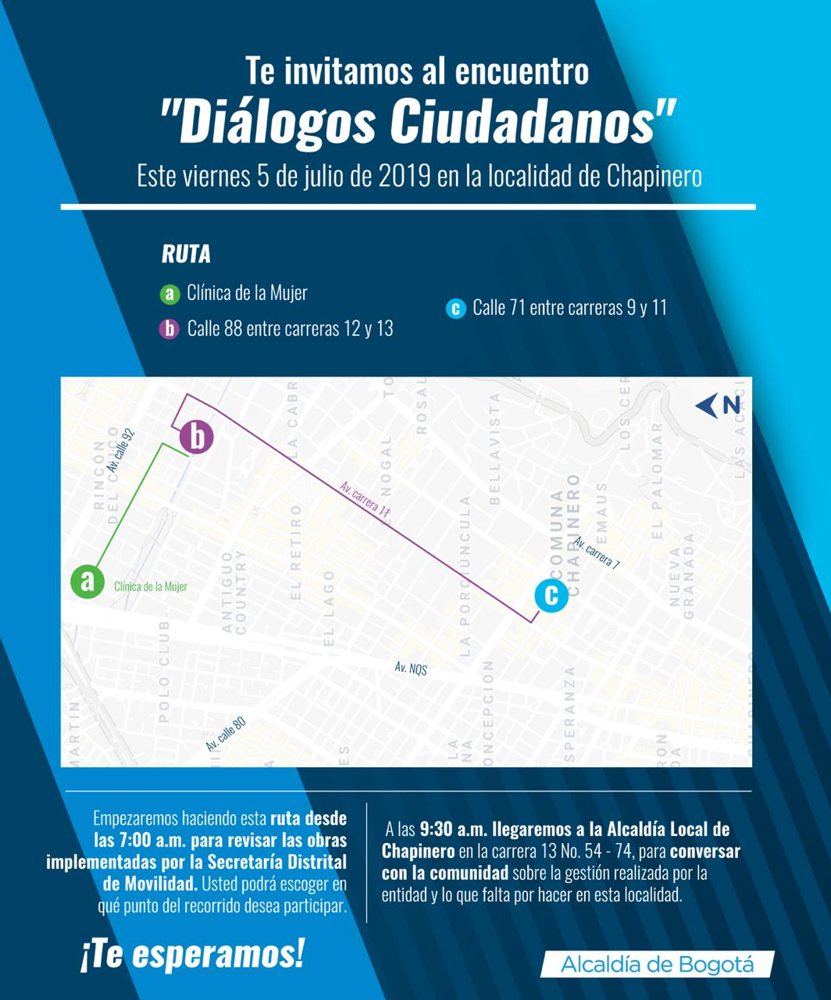 Te invitamos al encuentro
"Diálogos Ciudadanos"
Este viernes 5 de julio de 2019 en la localidad de Chapinero
RUTA
a Clínica de la Mujer
b Calle 88 entre carreras 12 y 13
c Calle 71 entre carreras 9 y 11
N
Av. calle 92
RINCÓN
b
LA CABR
TO
ROSAL
BELLAVISTA
LOS CER
EL PALOMAR
LAS ACACI
Av. carrera 11
NOGAL
EL RETIRO
LA PORCIÚNCULA
COMUNA
CHAPINERO
EMAUS
Av. carrera 7
NUEVA
GRANADA
a
Clínica de la Mujer
c
ANTIGUO
COUNTRY
EL LAGO
POLO CLUB
Av. NQS
Av. calle 80
MARTIN
ES
LA
NA
ONCEPCION
SPERANZA
RON
DA
Empezaremos haciendo esta ruta desde
las 7:00 a.m. para revisar las obras
implementadas por la Secretaría Distrital
de Movilidad. Usted podrá escoger en
qué punto del recorrido desea participar.
A las 9:30 a.m. llegaremos a la Alcaldía Local de
Chapinero en la carrera 13 No. 54 - 74, para conversar
con la comunidad sobre la gestión realizada por la
entidad y lo que falta por hacer en esta localidad.
¡Te esperamos!
Alcaldía de Bogotá